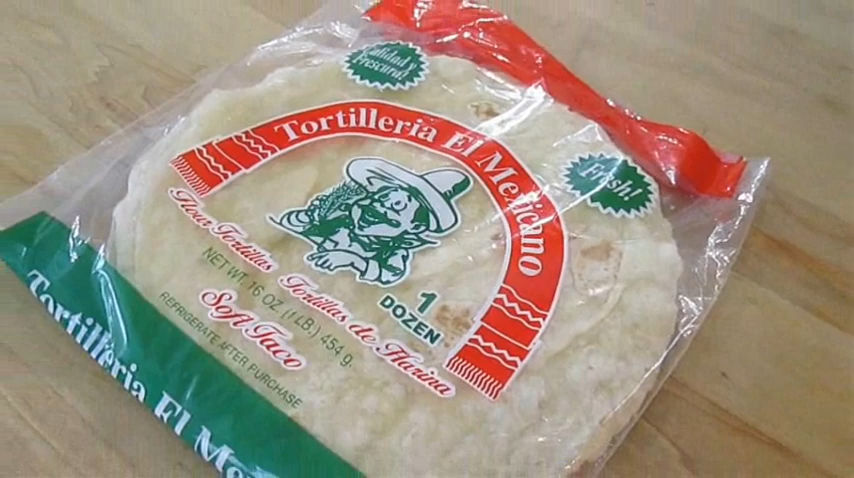 Calidad y
Frescura!
Tortilleria El Mexicano
Fresh!
Flour Tortillas Tortillas de Harina
1
DOZEN
NET WT. 16 OZ. (1 LB.) 454 g.
Soft Taco
REFRIGERATE AFTER PURCHASE
Tortilleria El